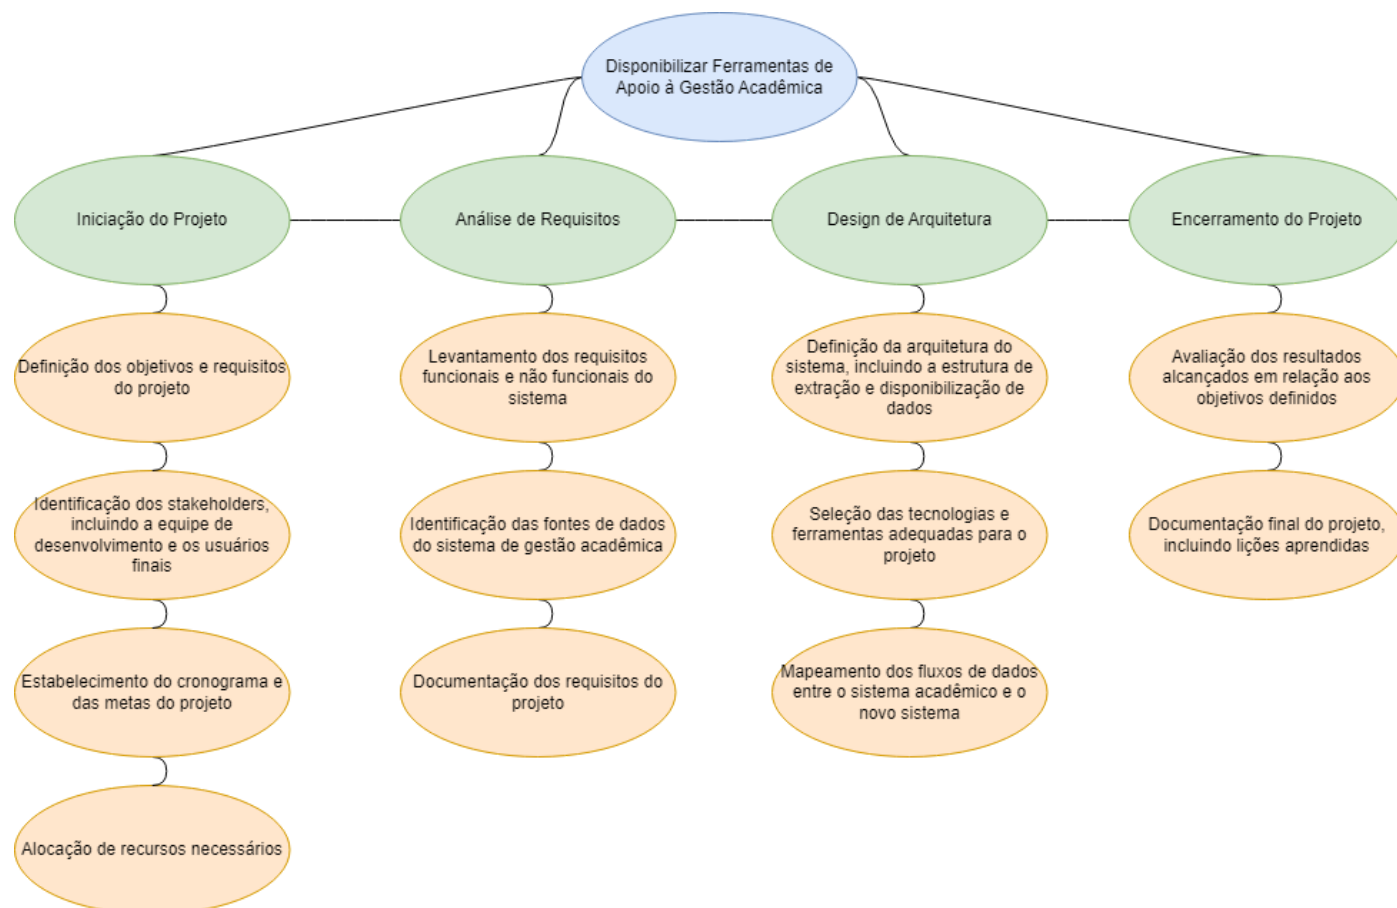 Disponibilizar Ferramentas de
Apoio à Gestão Acadêmica
Iniciação do Projeto
Análise de Requisitos
Design de Arquitetura
Encerramento do Projeto
Definição dos objetivos e requisitos
do projeto
Levantamento dos requisitos
funcionais e não funcionais do
sistema
Definição da arquitetura do
sistema, incluindo a estrutura de
extração e disponibilização de
dados
Avaliação dos resultados
alcançados em relação aos
objetivos definidos
Identificação dos stakeholders,
incluindo a equipe de
desenvolvimento e os usuários
finais
Identificação das fontes de dados
do sistema de gestão acadêmica
Seleção das tecnologias e
ferramentas adequadas para o
projeto
Documentação final do projeto,
incluindo lições aprendidas
Estabelecimento do cronograma e
das metas do projeto
Documentação dos requisitos do
projeto
Mapeamento dos fluxos de dados
entre o sistema acadêmico e o
novo sistema
Alocação de recursos necessários